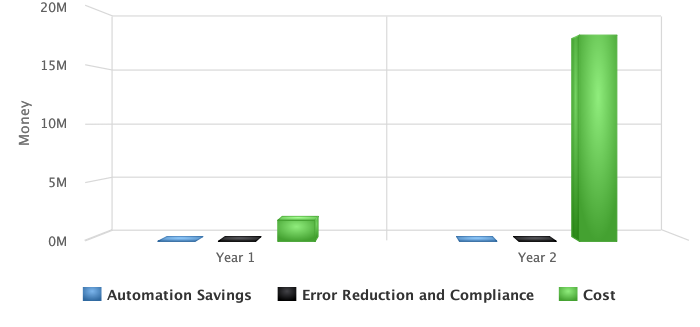 20M
15M
10M
5M
0M
Money
Year 1
Year 2
Automation Savings
Error Reduction and Compliance
Cost